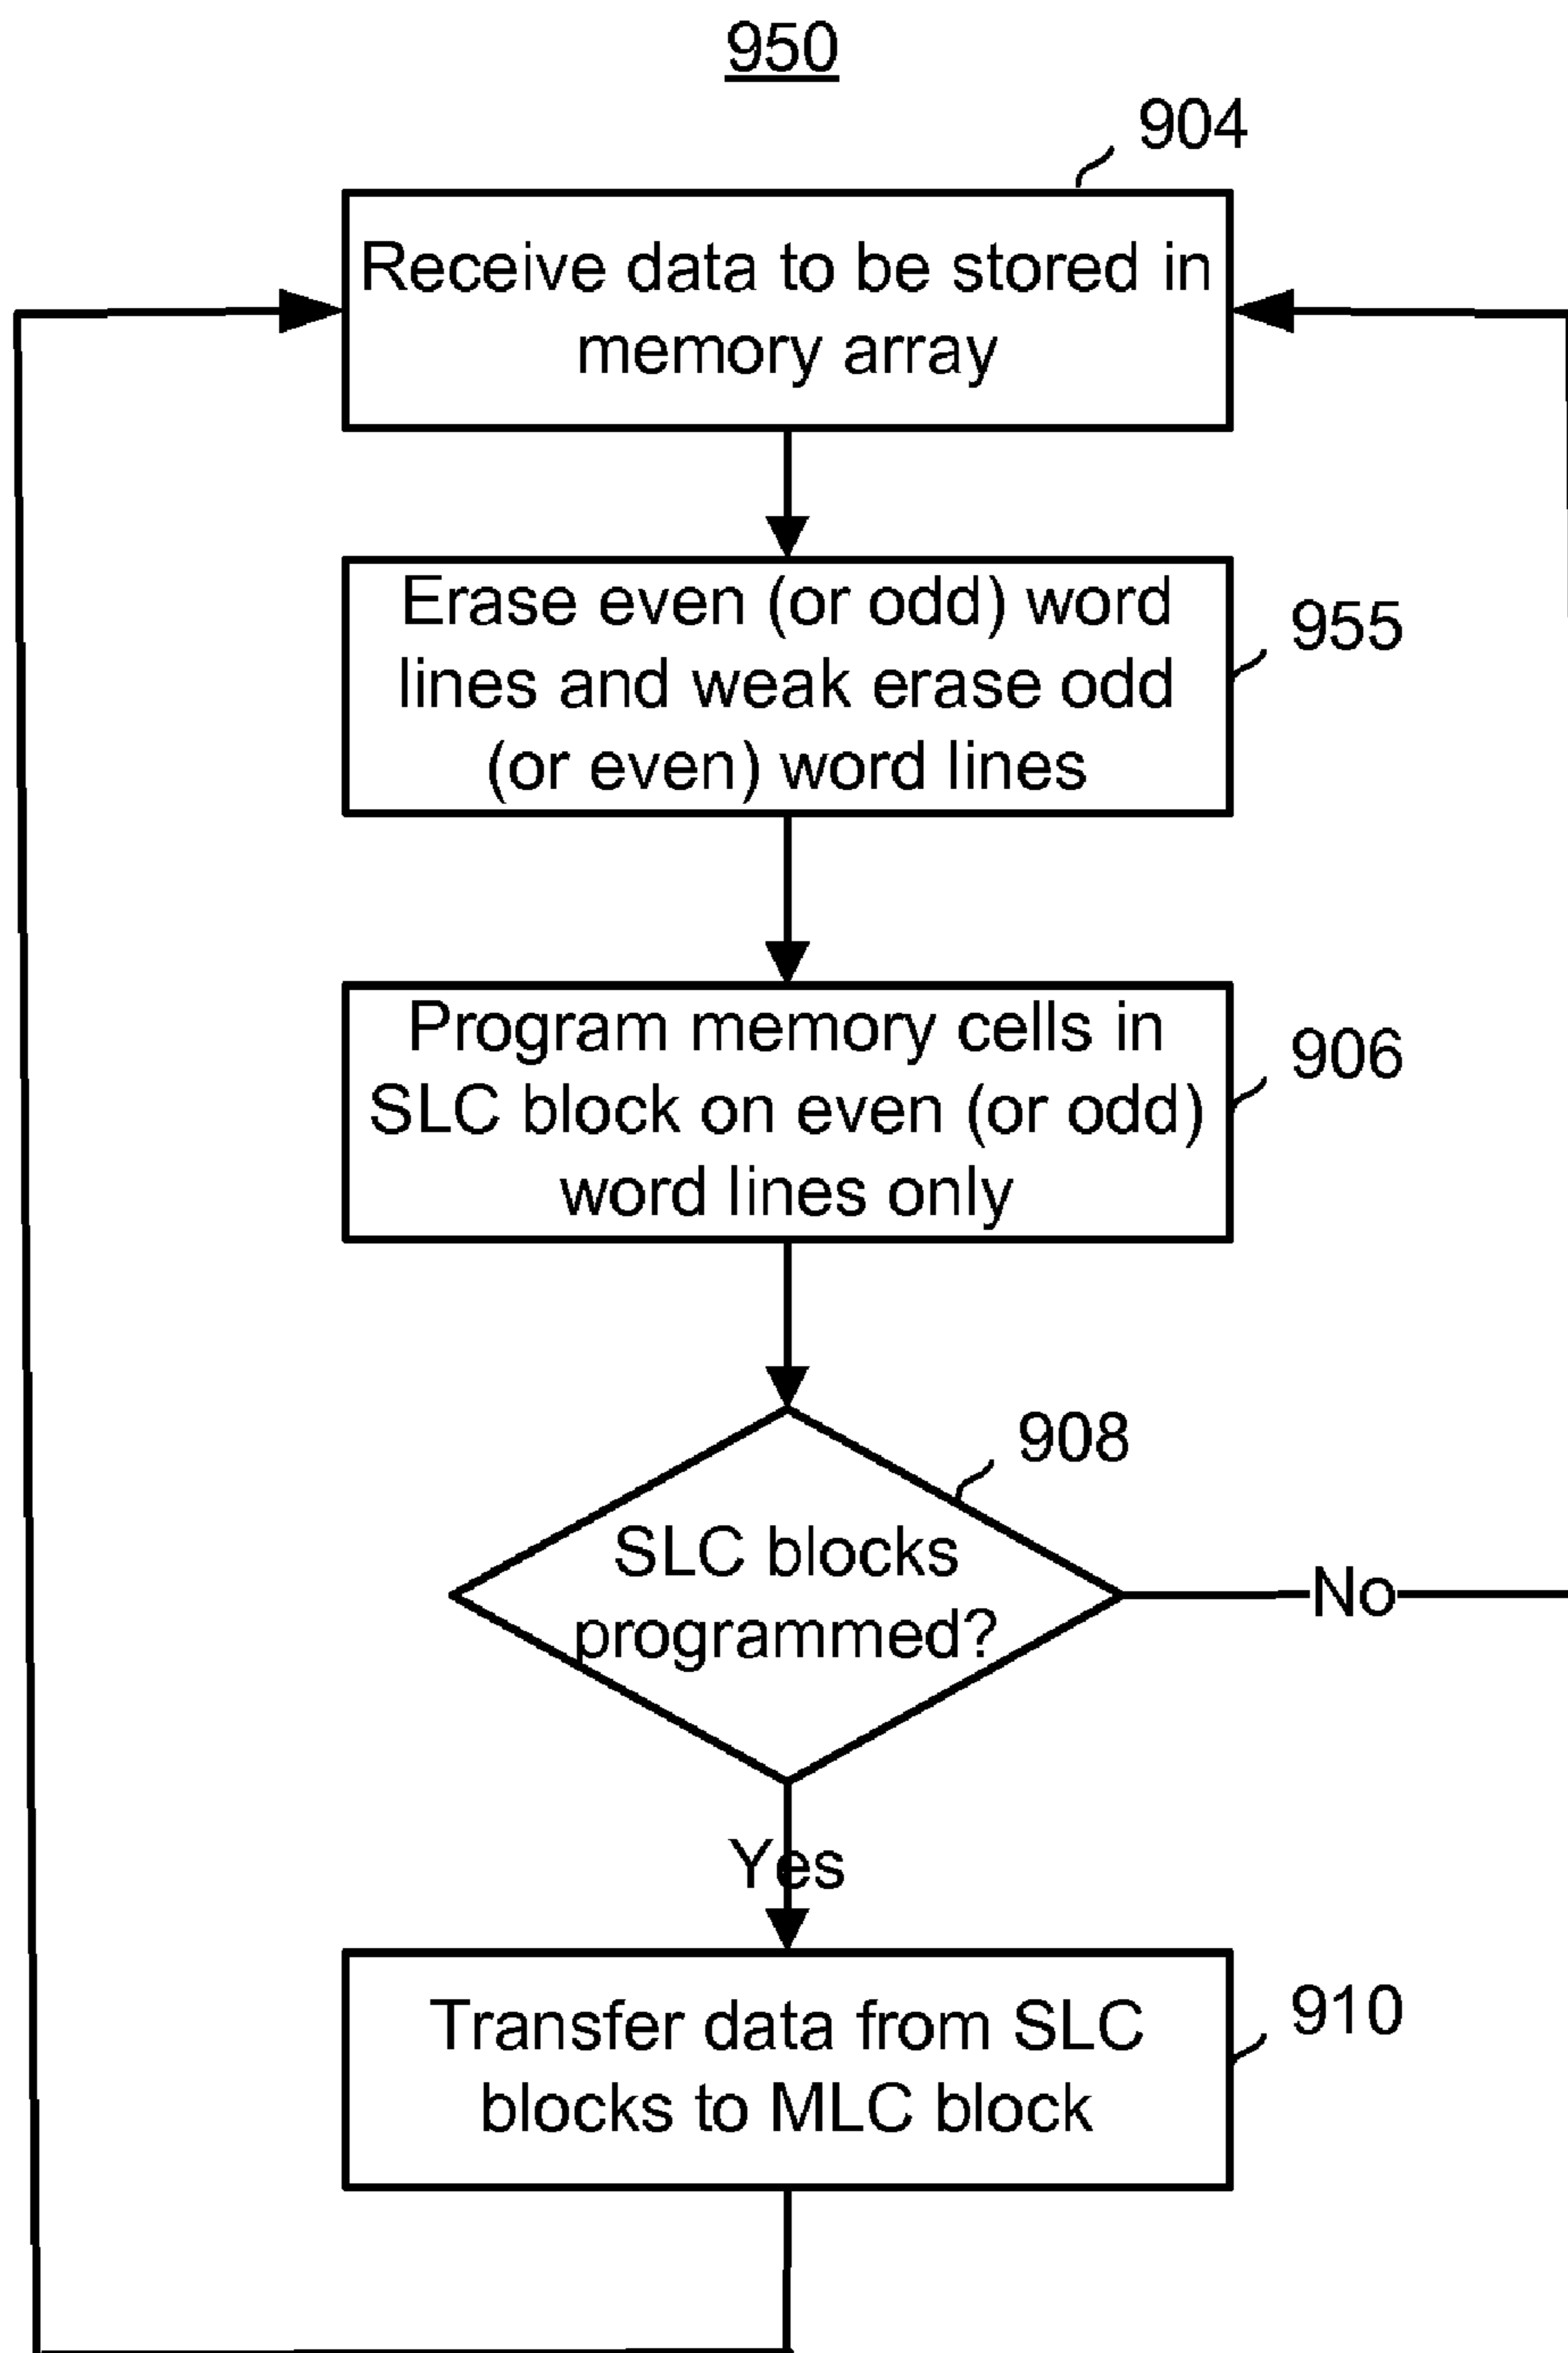 950
904
Receive data to be stored in
memory array
Erase even (or odd) word
lines and weak erase odd
(or even) word lines
955
Program memory cells in
SLC block on even (or odd)
word lines only
906
908
SLC blocks
programmed?
No
Yes
Transfer data from SLC
blocks to MLC block
910